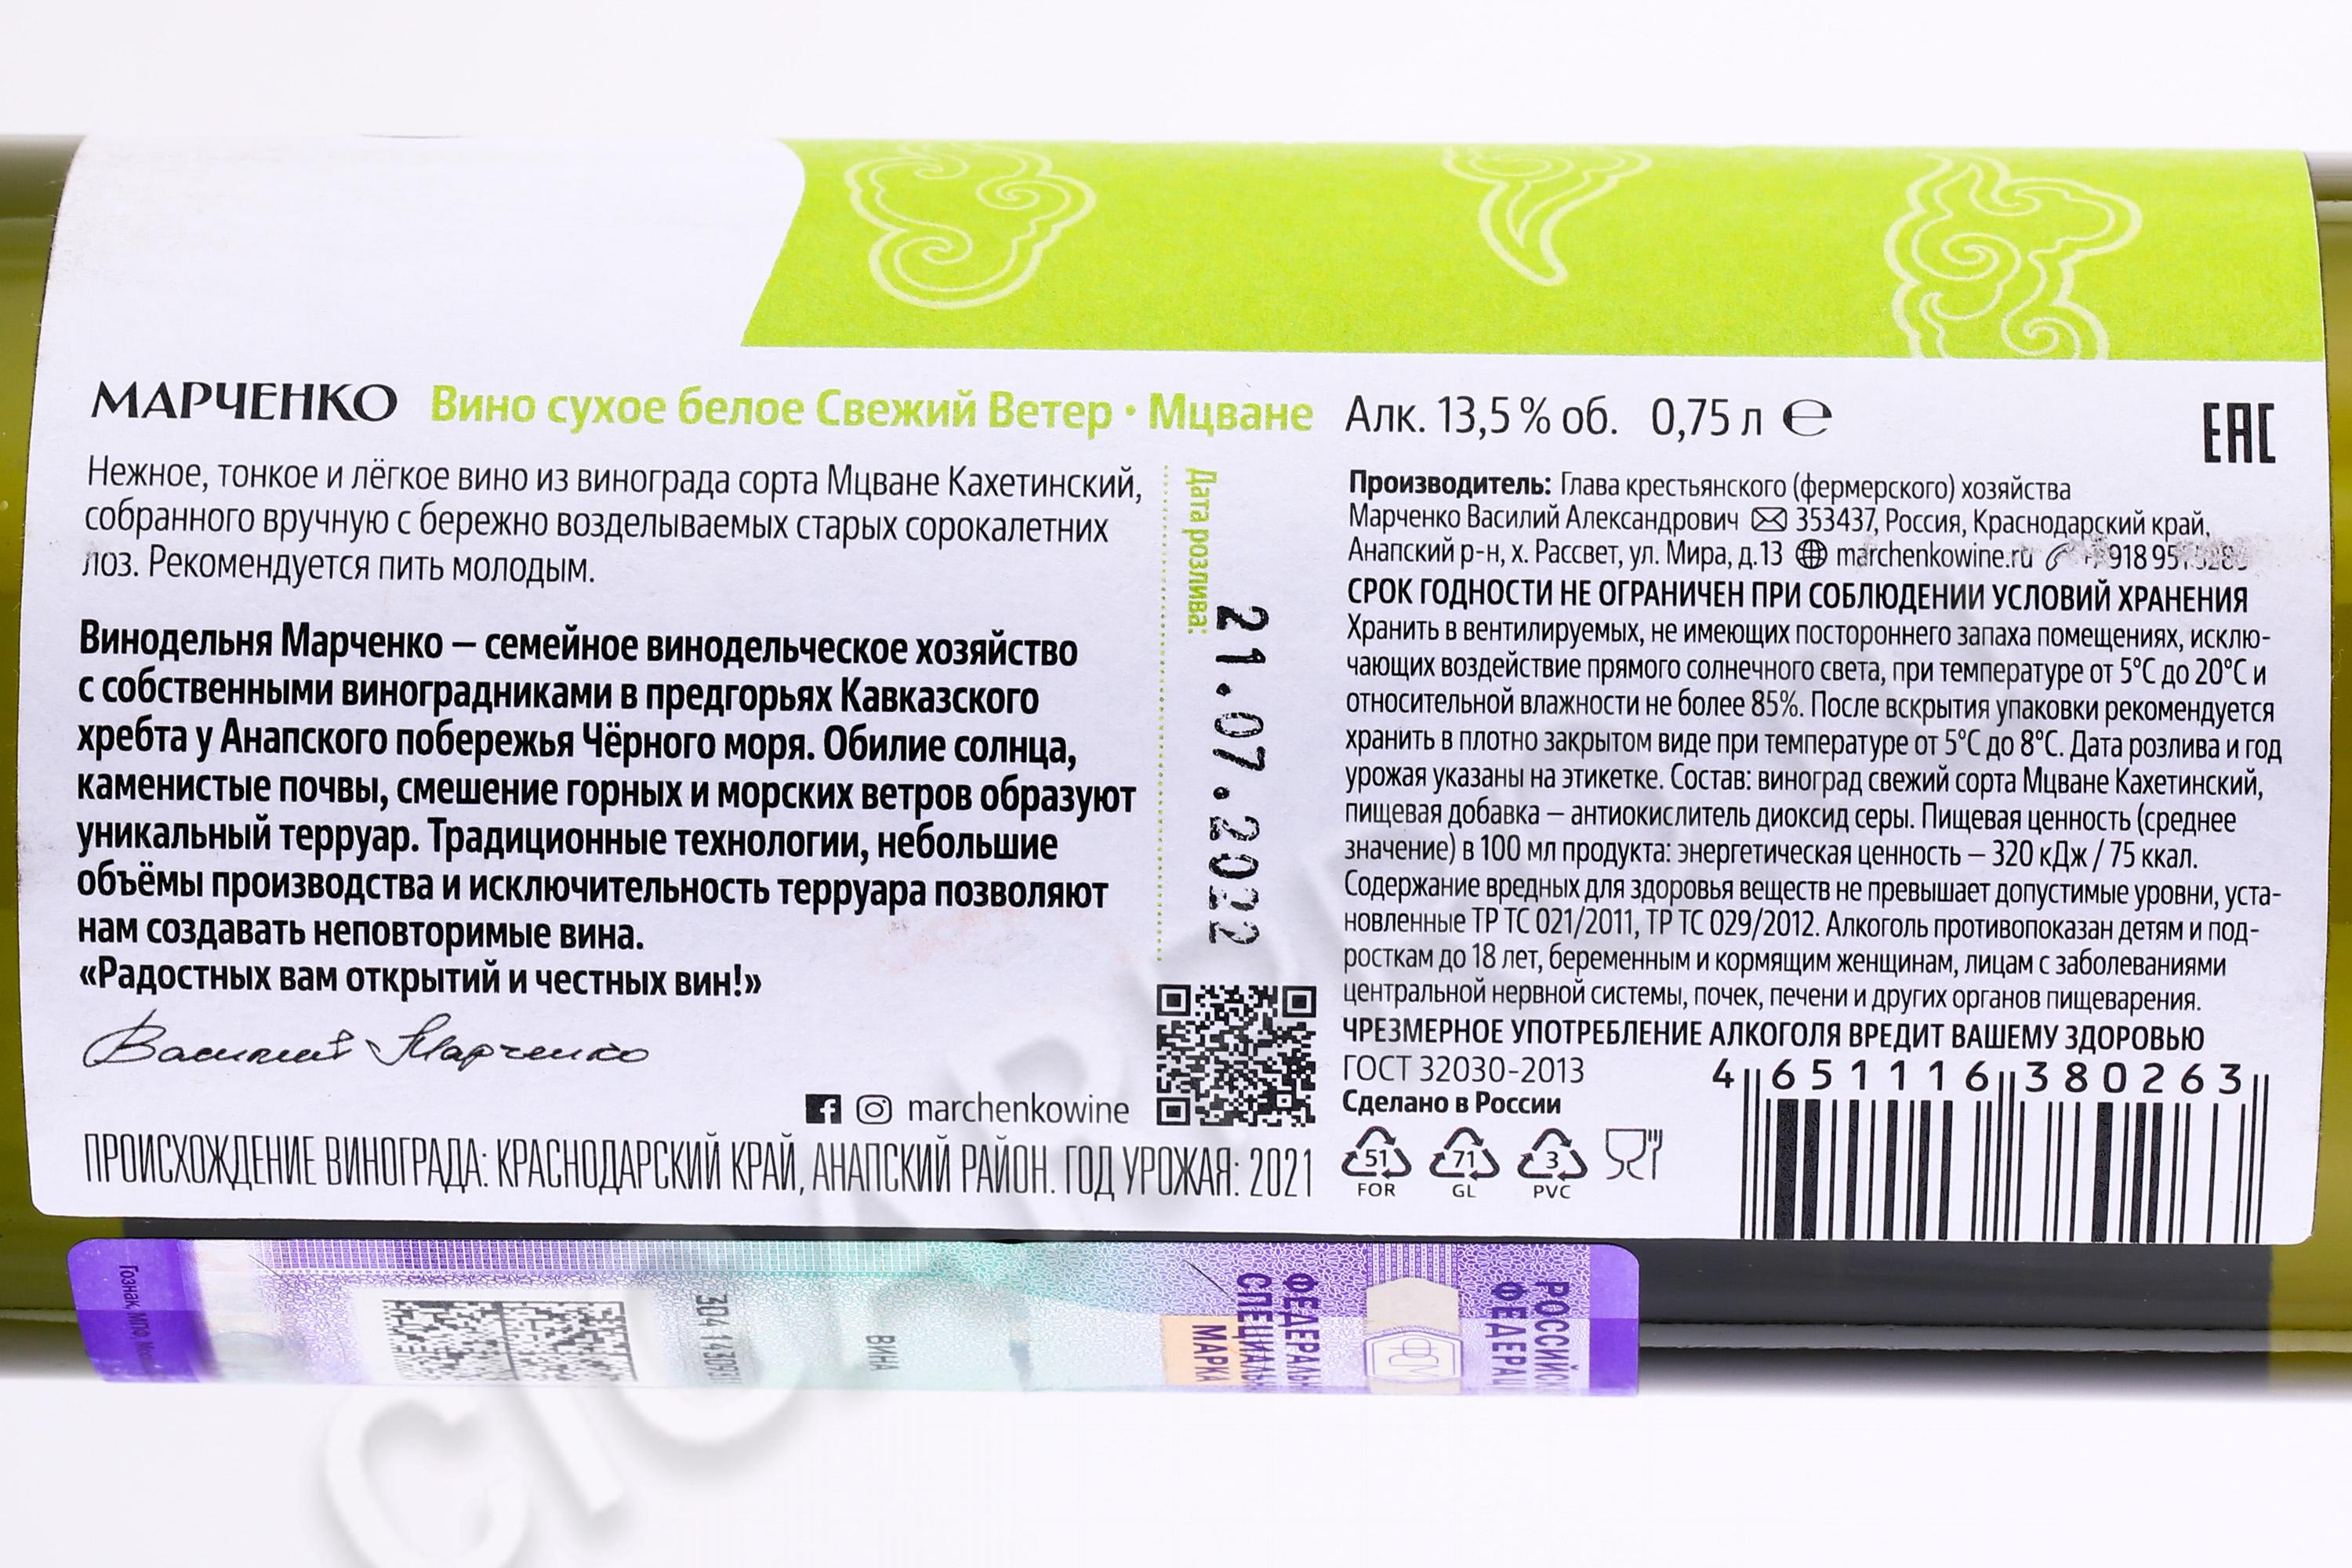 МАРЧЕНКО Вино сухое белое Свежий Ветер • Мцване
Нежное, тонкое и лёгкое вино из винограда сорта Мцване Кахетинский,
собранного вручную с бережно возделываемых старых сорокалетних
лоз. Рекомендуется пить молодым.
Винодельня Марченко – семейное винодельческое хозяйство
с собственными виноградниками в предгорьях Кавказского
хребта у Анапского побережья Чёрного моря. Обилие солнца,
каменистые почвы, смешение горных и морских ветров образуют
уникальный терруар. Традиционные технологии, небольшие
объёмы производства и исключительность терруара позволяют
нам создавать неповторимые вина.
«Радостных вам открытий и честных вин!»
Василий Марченко
marchenkowine
ПРОИСХОЖДЕНИЕ ВИНОГРАДА: КРАСНОДАРСКИЙ КРАЙ, АНАПСКИЙ РАЙОН. ГОД УРОЖАЯ: 2021
Дата розлива:
21.07.2022
Алк. 13,5 % об. 0,75 л ℮
EAC
Производитель: Глава крестьянского (фермерского) хозяйства
Марченко Василий Александрович 353437, Россия, Краснодарский край,
Анапский р-н, х. Рассвет, ул. Мира, д.13 marchenkowine.ru 918
СРОК ГОДНОСТИ НЕ ОГРАНИЧЕН ПРИ СОБЛЮДЕНИИ УСЛОВИЙ ХРАНЕНИЯ
Хранить в вентилируемых, не имеющих постороннего запаха помещениях, исклю-
чающих воздействие прямого солнечного света, при температуре от 5°C до 20°C и
относительной влажности не более 85%. После вскрытия упаковки рекомендуется
хранить в плотно закрытом виде при температуре от 5°C до 8°C. Дата розлива и год
урожая указаны на этикетке. Состав: виноград свежий сорта Мцване Кахетинский,
пищевая добавка – антиокислитель диоксид серы. Пищевая ценность (среднее
значение) в 100 мл продукта: энергетическая ценность – 320 кДж / 75 ккал.
Содержание вредных для здоровья веществ не превышает допустимые уровни, уста-
новленные ТР ТС 021/2011, ТР ТС 029/2012. Алкоголь противопоказан детям и под-
росткам до 18 лет, беременным и кормящим женщинам, лицам с заболеваниями
центральной нервной системы, почек, печени и других органов пищеварения.
ЧРЕЗМЕРНОЕ УПОТРЕБЛЕНИЕ АЛКОГОЛЯ ВРЕДИТ ВАШЕМУ ЗДОРОВЬЮ
ГОСТ 32030-2013
Сделано в России
51 71 3
FOR GL PVC
4 651116 380263
РОССИЙСК
ФЕДЕРА
ФЕДЕРАЛЬ
СПЕЦИАЛЬ
МАРКА
ВИНА
304
Гознак, МПФ,